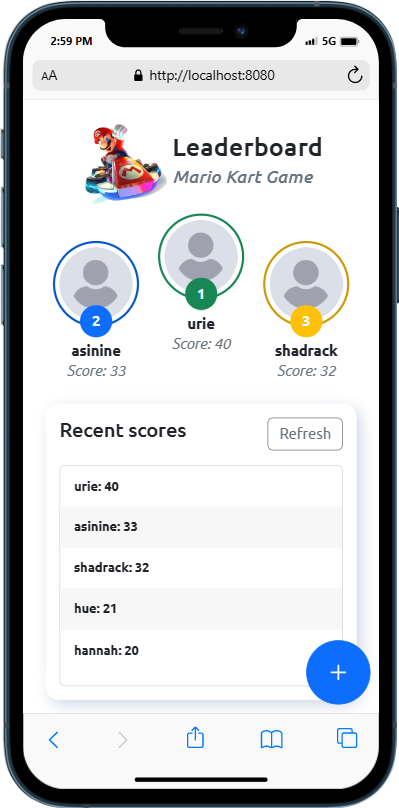 2:59 PM 5G
AA http://localhost:8080
Leaderboard
Mario Kart Game
2 1 3
asinine urie shadrack
Score: 33 Score: 40 Score: 32
Recent scores Refresh
urie: 40
asinine: 33
shadrack: 32
hue: 21
hannah: 20
+